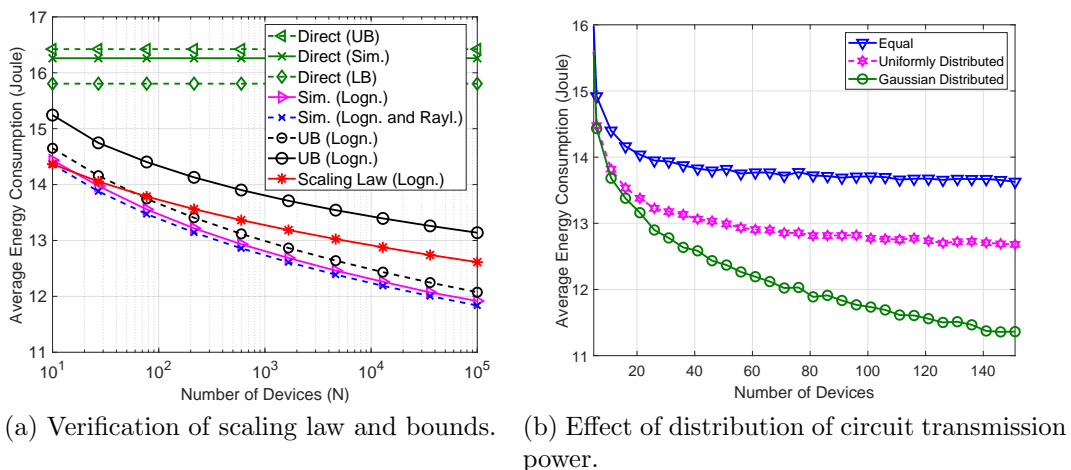 17
16
15
14
13
12
11
Average Energy Consumption (Joule)
10^1
10^2
10^3
10^4
10^5
Number of Devices (N)
Direct (UB)
Direct (Sim.)
Direct (LB)
Sim. (Logn.)
Sim. (Logn. and Rayl.)
UB (Logn.)
UB (Logn.)
Scaling Law (Logn.)
(a) Verification of scaling law and bounds.
16
15
14
13
12
11
Average Energy Consumption (Joule)
20
40
60
80
100
120
140
Number of Devices
Equal
Uniformly Distributed
Gaussian Distributed
(b) Effect of distribution of circuit transmission
power.